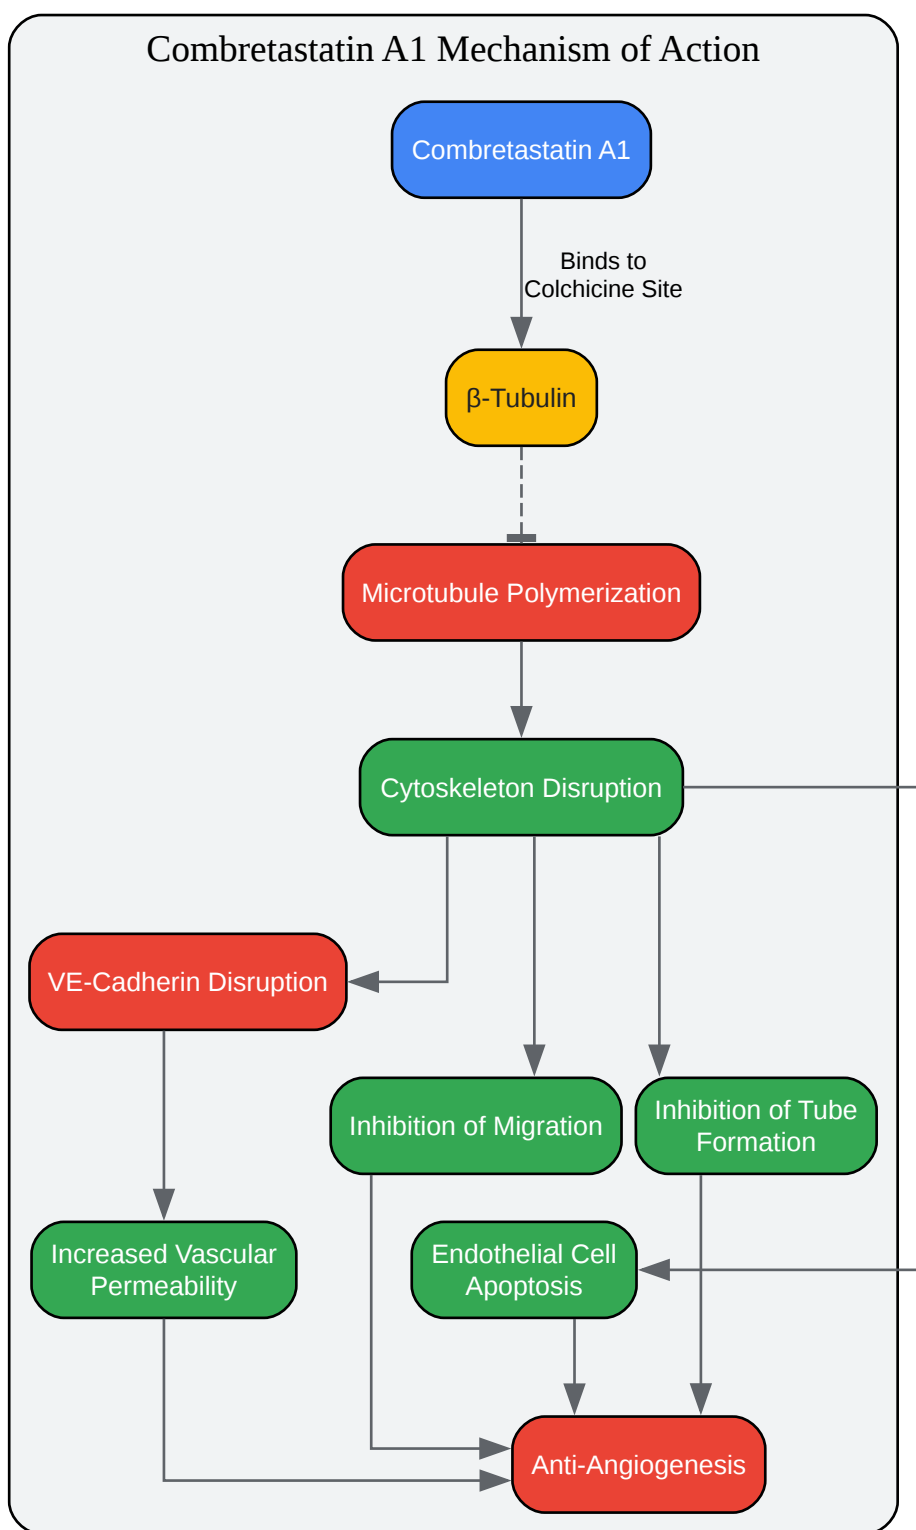 Combretastatin A1 Mechanism of Action
Combretastatin A1
Binds to
Colchicine Site
β-Tubulin
Microtubule Polymerization
Cytoskeleton Disruption
VE-Cadherin Disruption
Inhibition of Migration
Inhibition of Tube
Formation
Increased Vascular
Permeability
Endothelial Cell
Apoptosis
Anti-Angiogenesis